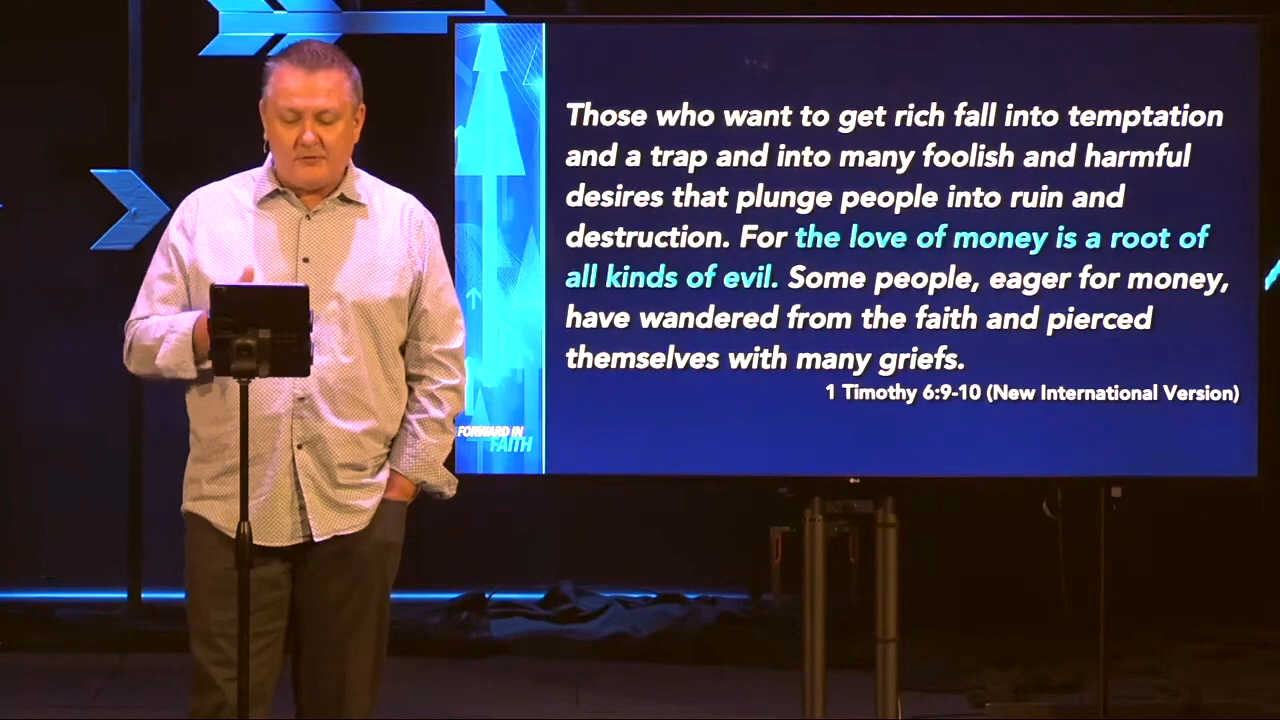 Those who want to get rich fall into temptation
and a trap and into many foolish and harmful
desires that plunge people into ruin and
destruction. For the love of money is a root of
all kinds of evil. Some people, eager for money,
have wandered from the faith and pierced
themselves with many griefs.
1 Timothy 6:9-10 (New International Version)
FORWARD IN
FAITH
LG